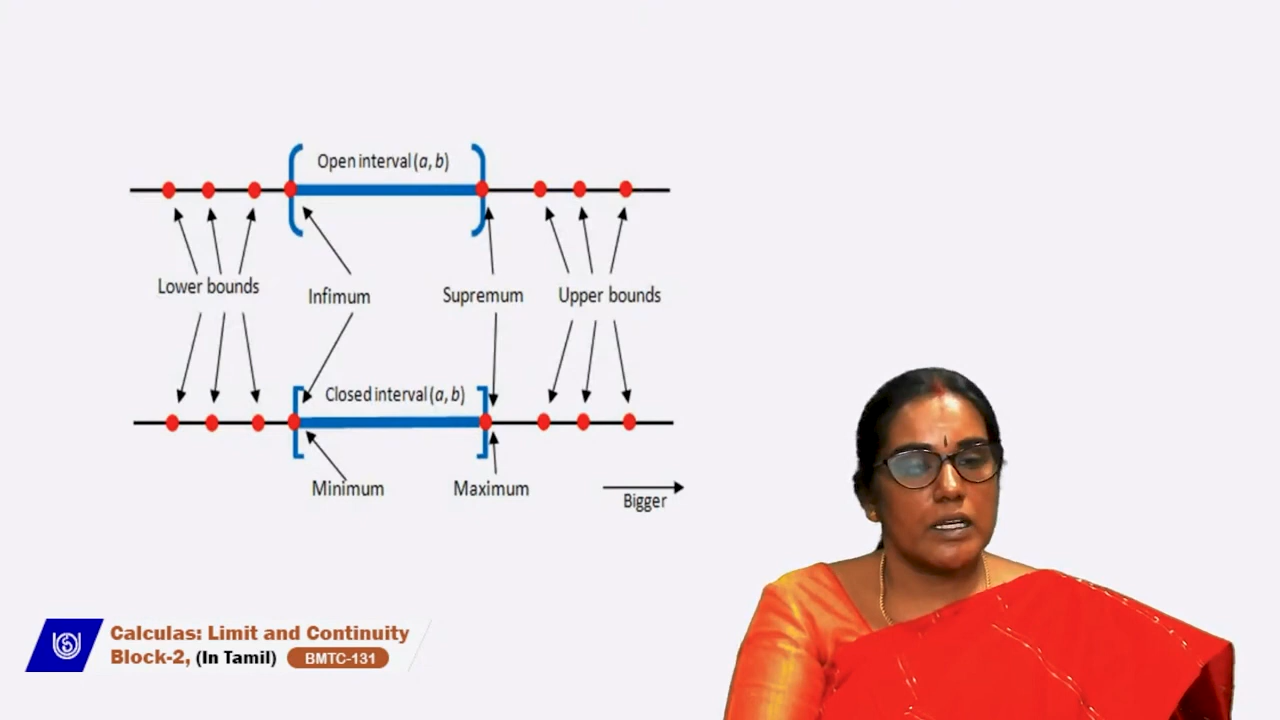 Open interval (a, b)
Lower bounds
Infimum
Supremum
Upper bounds
Closed interval (a, b)
Minimum
Maximum
Bigger
Calculas: Limit and Continuity
Block-2, (In Tamil) BMTC-131